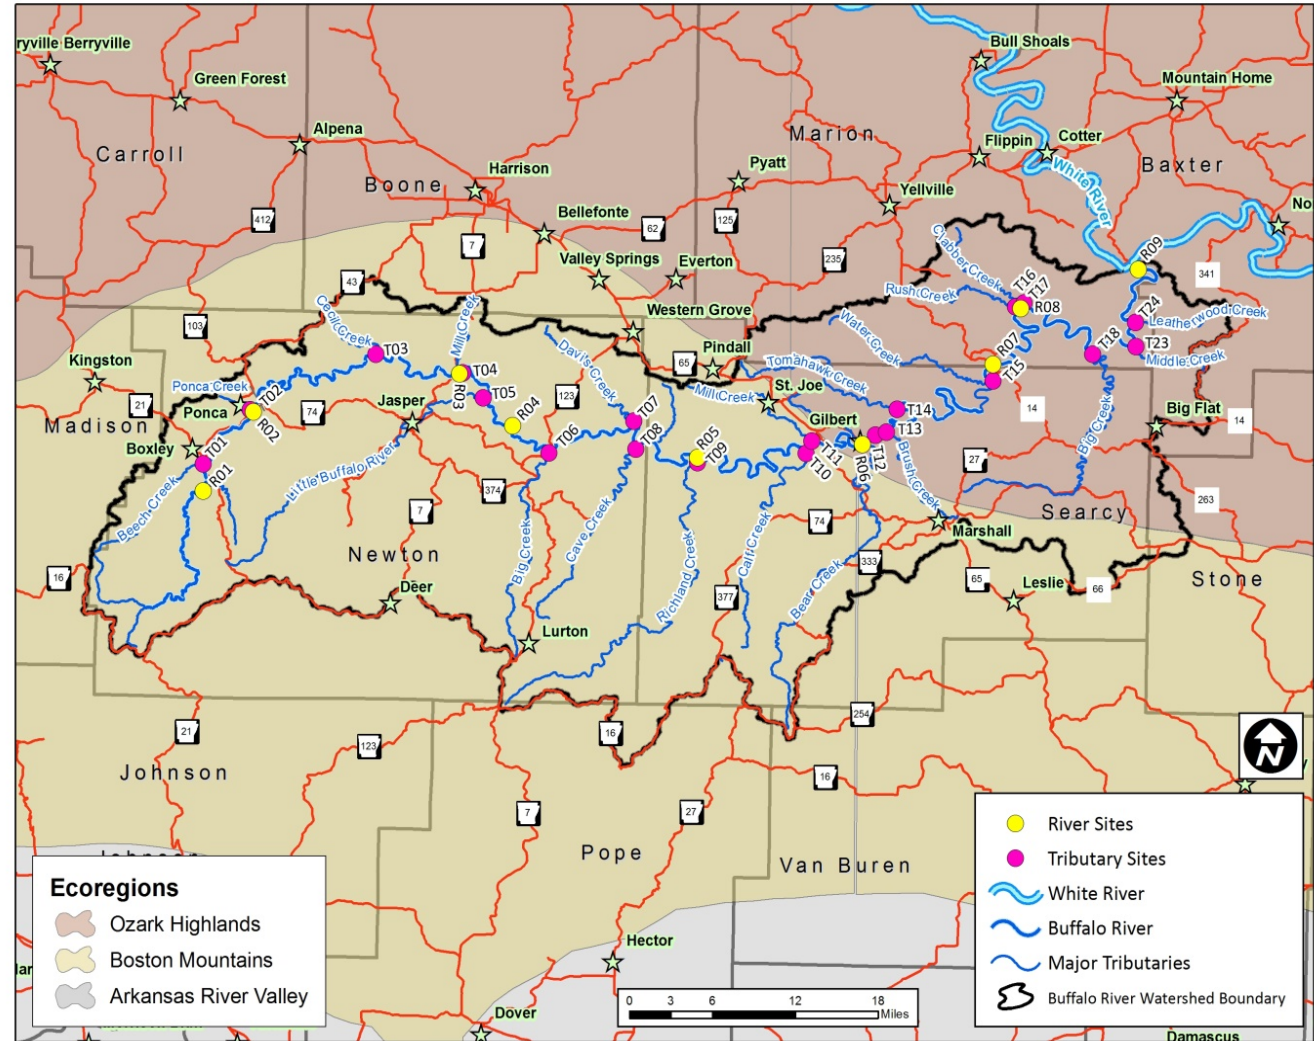 ryville Berryville
Green Forest
Alpena
Carroll
Boone
Harrison
Bellefonte
Valley Springs
Everton
Western Grove
Pyatt
Marion
Yellville
Bull Shoals
Flippin
Cotter
Mountain Home
Baxter
No
White River
412
7
62
125
235
341
43
103
65
Clabber Creek
Rush Creek
Water Creek
Tomahawk Creek
Mill Creek
Davis Creek
Mill Creek
Cecil Creek
Ponca Creek
Leatherwood Creek
Middle Creek
Big Creek
R09
T24
T23
T16
T17
R08
T18
R07
T15
T14
T13
T12
R06
T11
T10
R05
T09
T07
T08
T06
R04
T05
T04
R03
T03
T02
R02
T01
R01
Kingston
21
Madison
Ponca
74
Boxley
Jasper
123
Pindall
St. Joe
Gilbert
14
Big Flat
14
27
263
Beech Creek
Little Buffalo River
374
7
Big Creek
Cave Creek
Richland Creek
Calf Creek
Bear Creek
Brush Creek
74
333
377
Searcy
Marshall
Stone
16
Newton
Deer
Lurton
65
Leslie
66
21
123
16
254
16
Johnson
7
27
Pope
Van Buren
Hector
Dover
Damascus
N
Ecoregions
Ozark Highlands
Boston Mountains
Arkansas River Valley
0 3 6 12 18
Miles
River Sites
Tributary Sites
White River
Buffalo River
Major Tributaries
Buffalo River Watershed Boundary